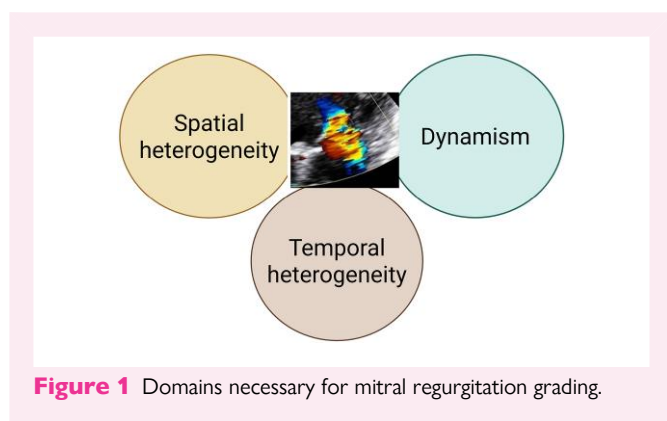 Spatial
heterogeneity
Dynamism
Temporal
heterogeneity
Figure 1 Domains necessary for mitral regurgitation grading.